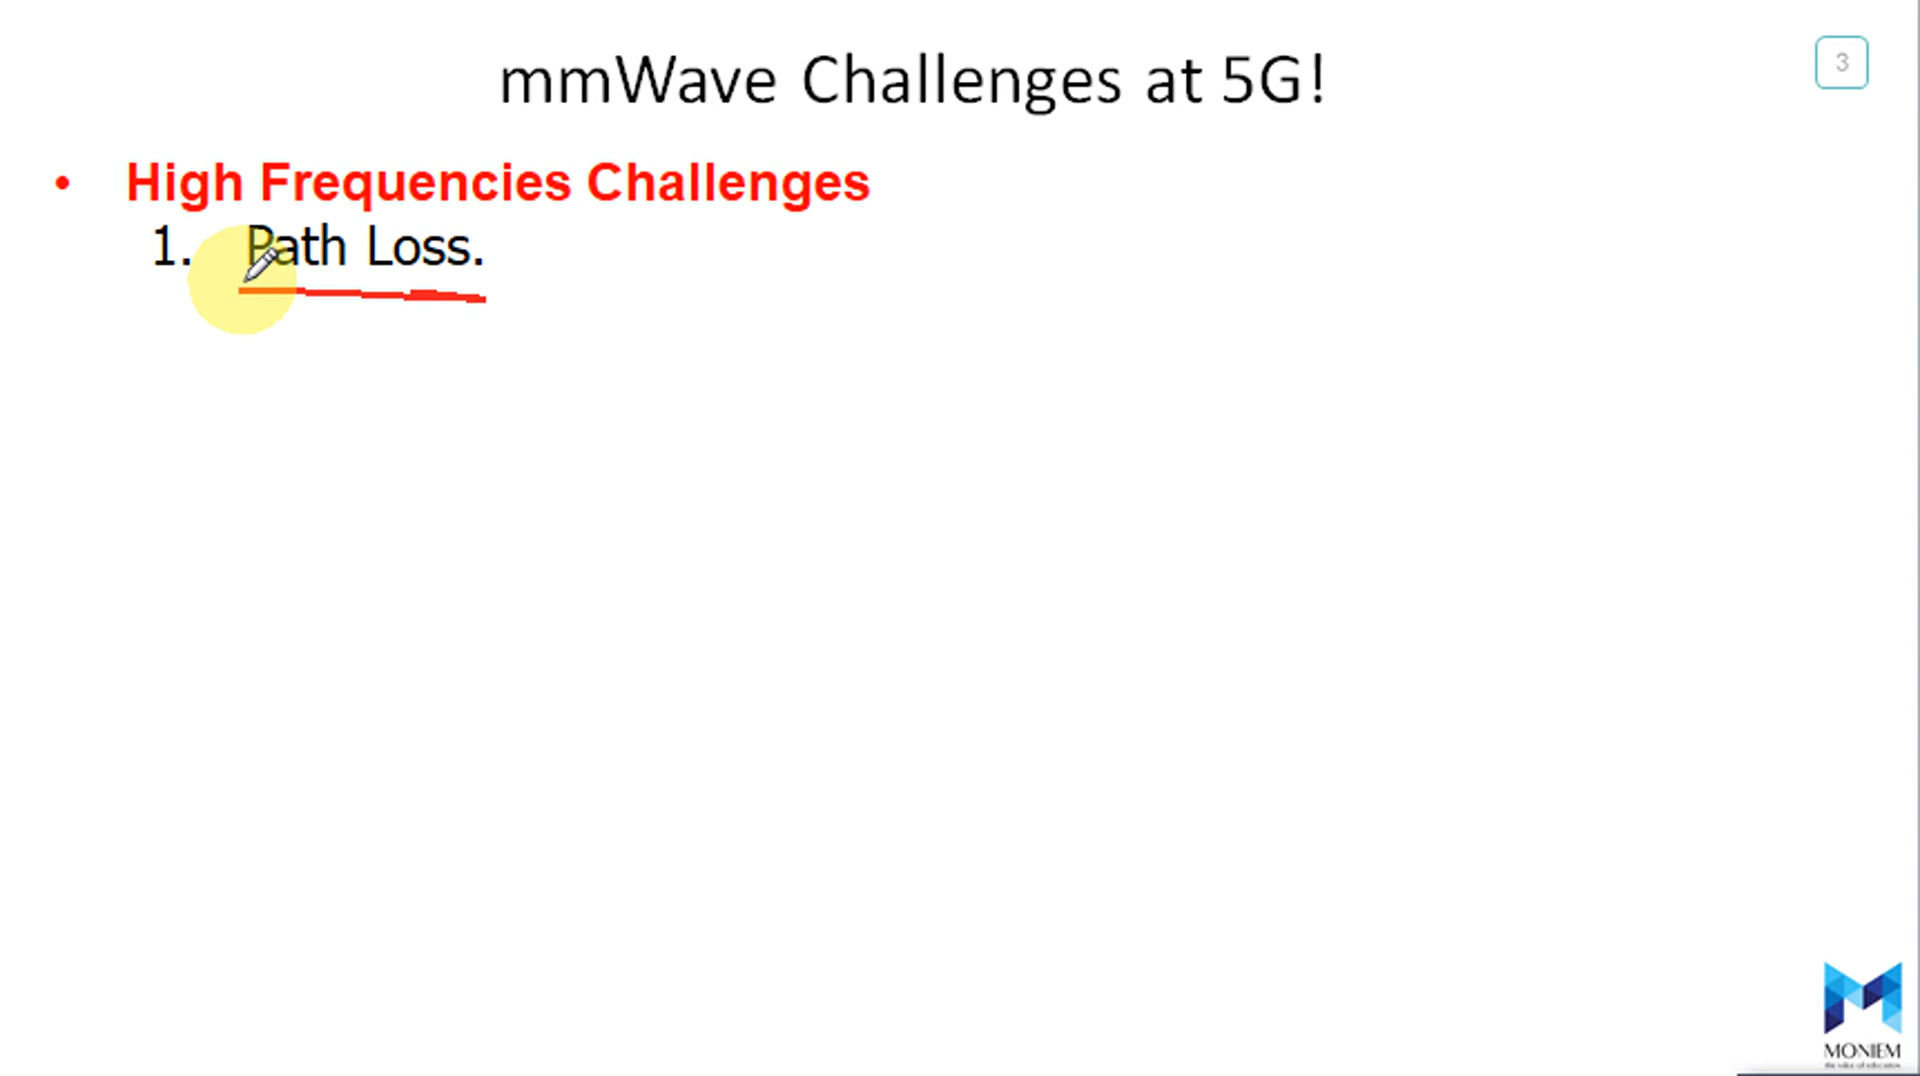 mmWave Challenges at 5G!
3
• High Frequencies Challenges
1. Path Loss.
MONIEM